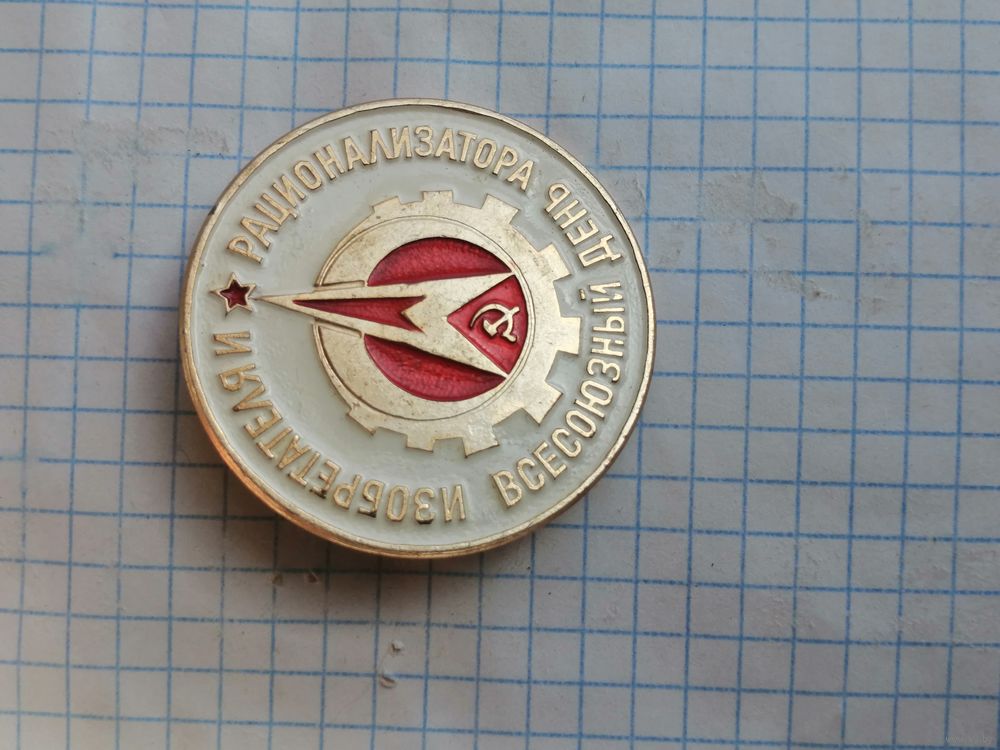 ВСЕСОЮЗНЫЙ ДЕНЬ
ИЗОБРЕТАТЕЛЯ И
РАЦИОНАЛИЗАТОРА